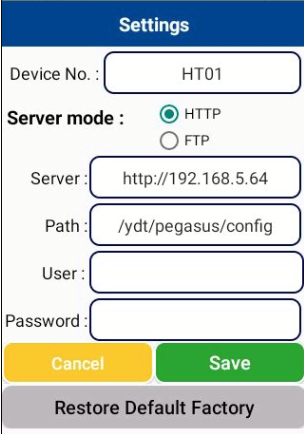 Settings
Device No. : HT01
Server mode : HTTP
FTP
Server : http://192.168.5.64
Path : /ydt/pegasus/config
User :
Password :
Cancel Save
Restore Default Factory